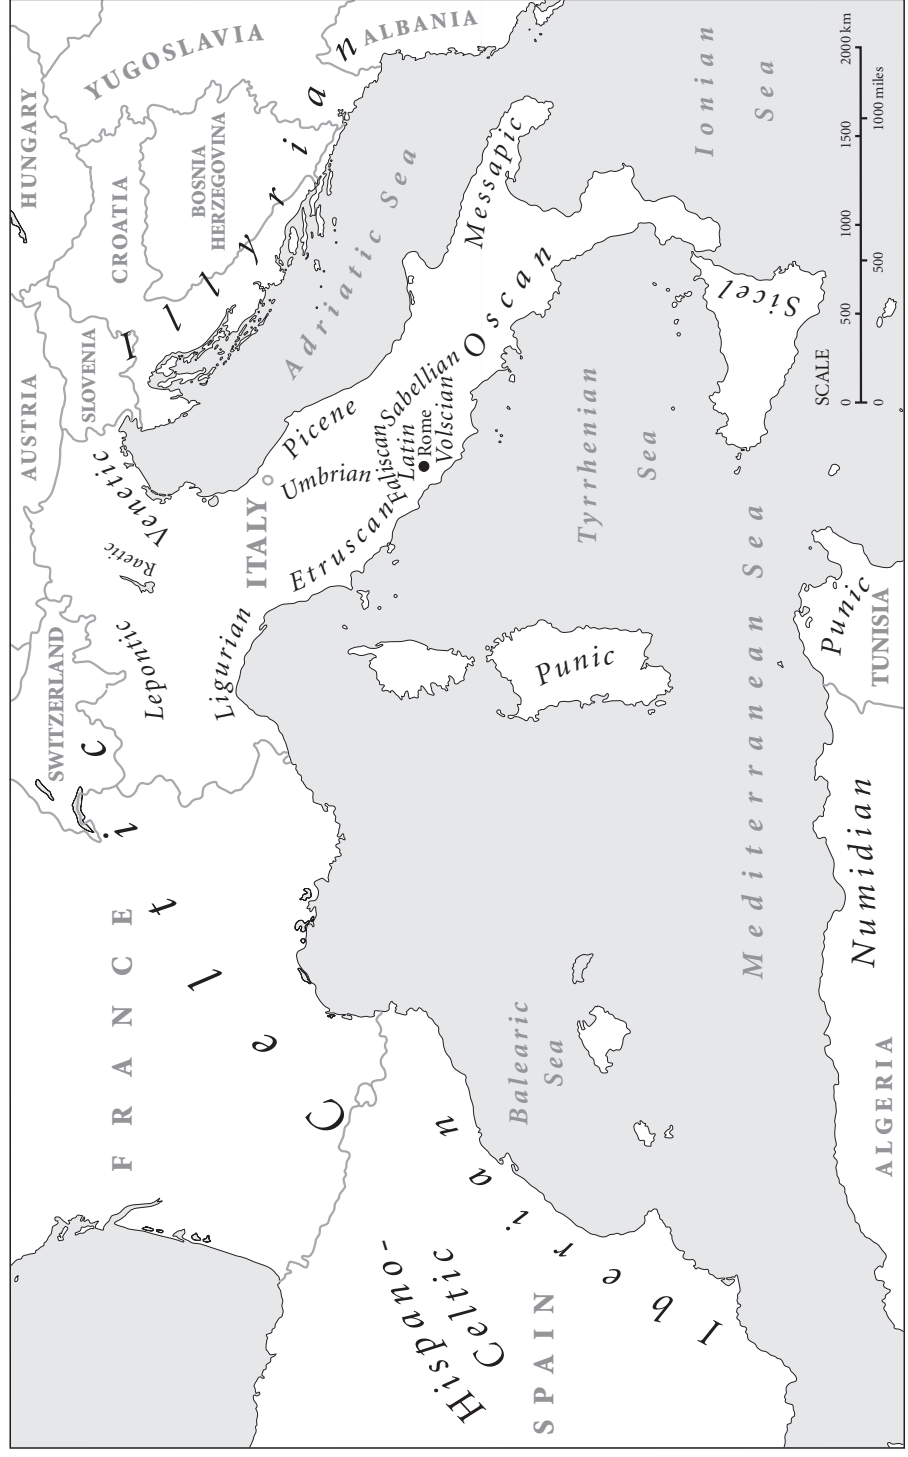 HUNGARY
YUGOSLAVIA
ALBANIA
AUSTRIA
SLOVENIA
CROATIA
BOSNIA
HERZEGOVINA
Illyrian
SWITZERLAND
Celtic
FRANCE
Lepontic
Raetic
Venetic
Ligurian
ITALY
Etruscan
Umbrian
Picene
Faliscan
Latin
Rome
Volscian
Sabellian
Oscan
Messapic
Sicel
Adriatic Sea
Ionian
Sea
Tyrrhenian
Sea
Mediterranean Sea
Balearic
Sea
Hispano-
Celtic
SPAIN
Iberian
Punic
Punic
TUNISIA
Numidian
ALGERIA
SCALE
0 500 1000 1500 2000 km
0 500 1000 miles